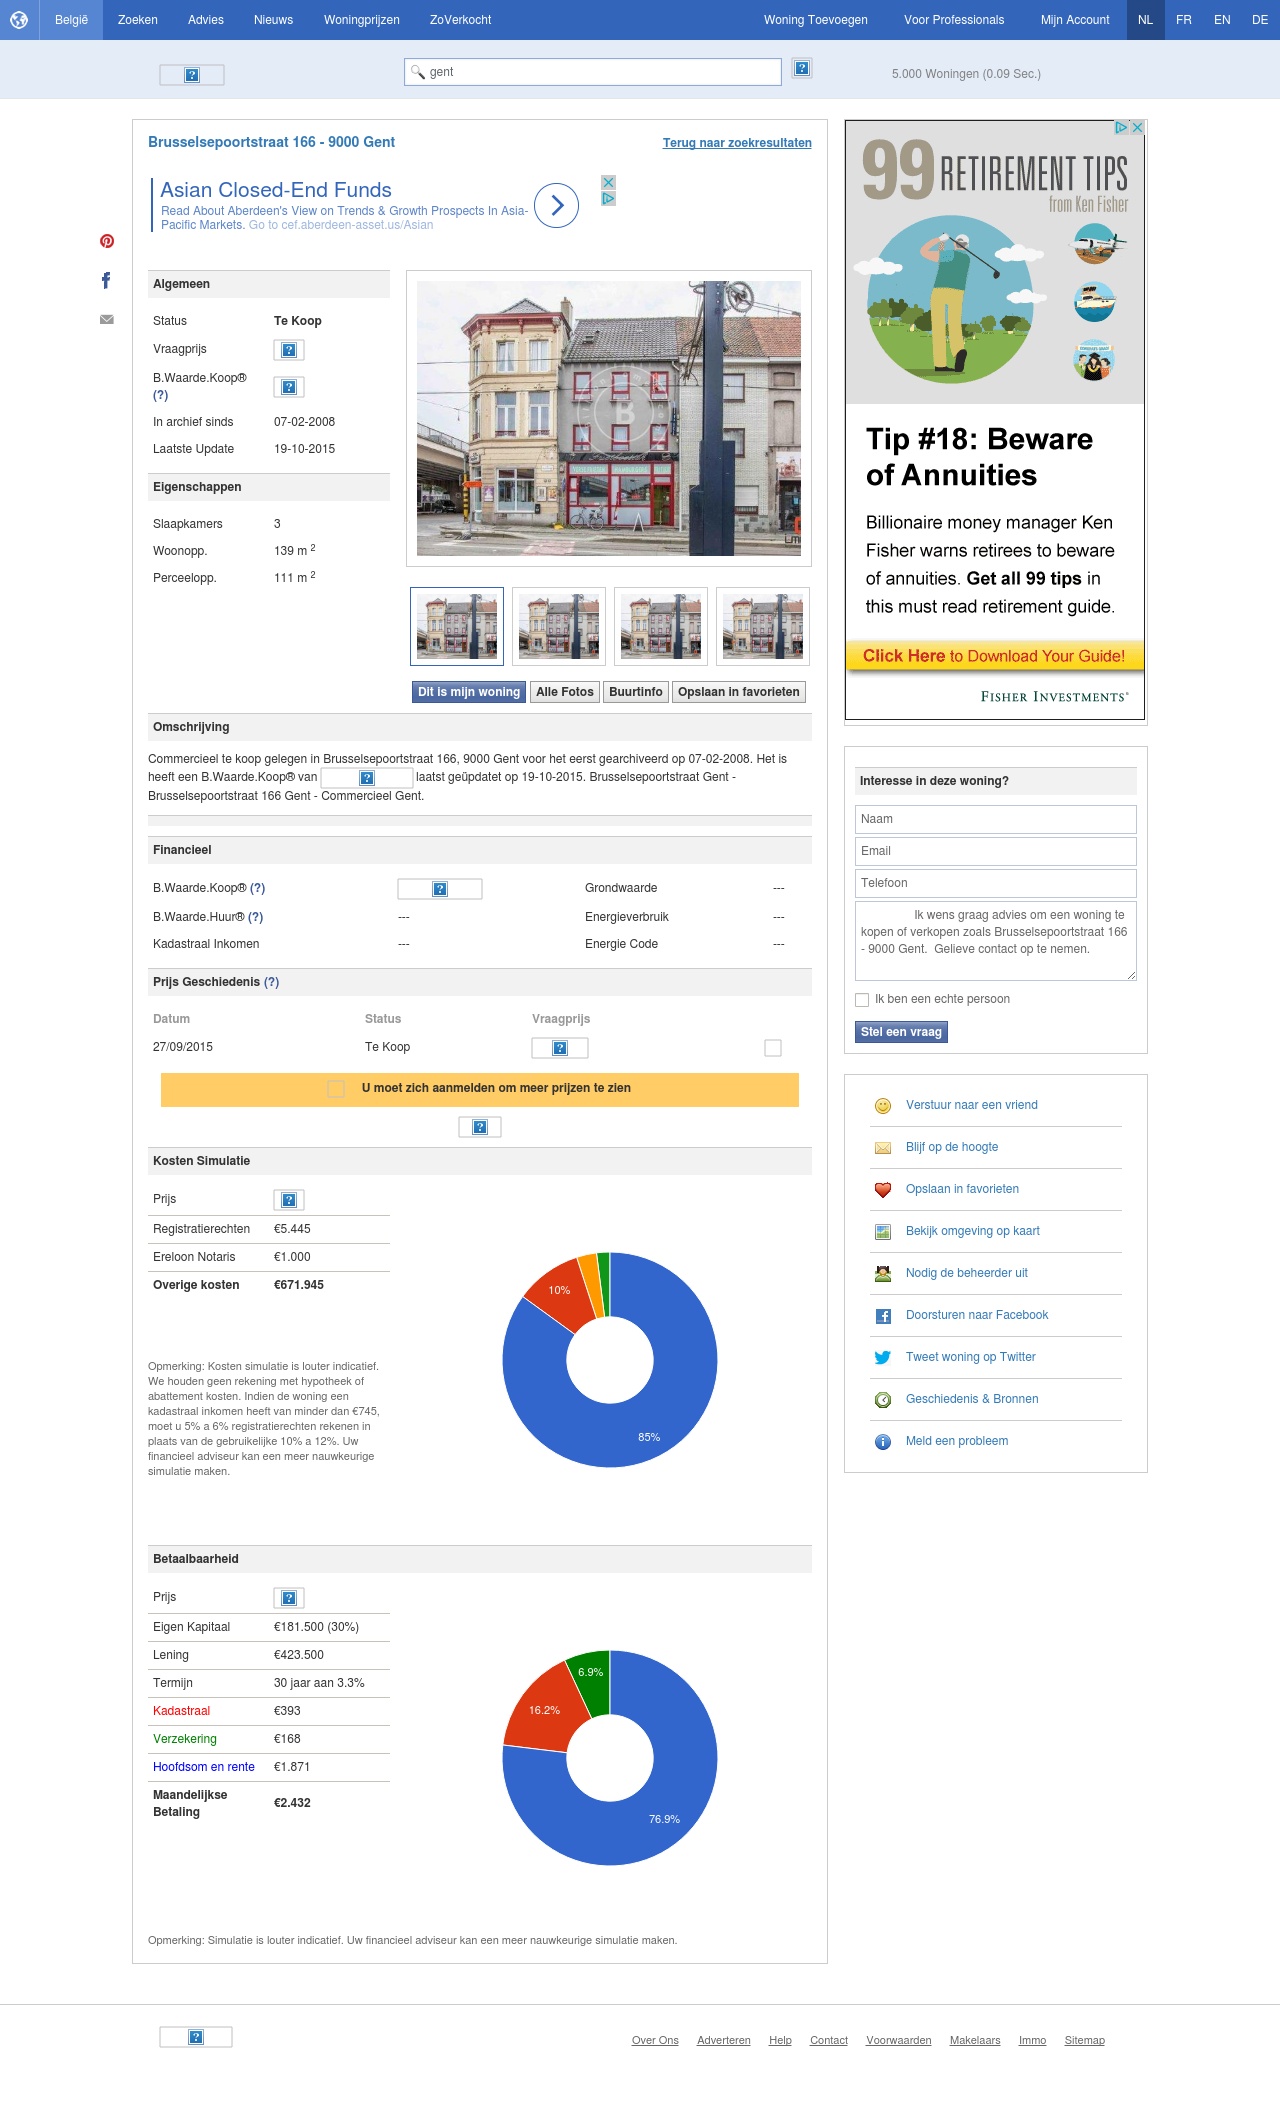 België
Zoeken
Advies
Nieuws
Woningprijzen
ZoVerkocht
Woning Toevoegen
Voor Professionals
Mijn Account
NL
FR
EN
DE
gent
5.000 Woningen (0.09 Sec.)
Brusselsepoortstraat 166 - 9000 Gent
Terug naar zoekresultaten
Asian Closed-End Funds
Read About Aberdeen's View on Trends & Growth Prospects In Asia-
Pacific Markets. Go to cef.aberdeen-asset.us/Asian
Algemeen
Status Te Koop
Vraagprijs
B.Waarde.Koop®
(?)
In archief sinds 07-02-2008
Laatste Update 19-10-2015
Eigenschappen
Slaapkamers 3
Woonopp. 139 m 2
Perceelopp. 111 m 2
B
Dit is mijn woning
Alle Fotos
Buurtinfo
Opslaan in favorieten
Omschrijving
Commercieel te koop gelegen in Brusselsepoortstraat 166, 9000 Gent voor het eerst gearchiveerd op 07-02-2008. Het is
heeft een B.Waarde.Koop® van laatst geüpdatet op 19-10-2015. Brusselsepoortstraat Gent -
Brusselsepoortstraat 166 Gent - Commercieel Gent.
Financieel
B.Waarde.Koop® (?) Grondwaarde ---
B.Waarde.Huur® (?) --- Energieverbruik ---
Kadastraal Inkomen --- Energie Code ---
Prijs Geschiedenis (?)
Datum Status Vraagprijs
27/09/2015 Te Koop
U moet zich aanmelden om meer prijzen te zien
Kosten Simulatie
Prijs
Registratierechten €5.445
Ereloon Notaris €1.000
Overige kosten €671.945
Opmerking: Kosten simulatie is louter indicatief.
We houden geen rekening met hypotheek of
abattement kosten. Indien de woning een
kadastraal inkomen heeft van minder dan €745,
moet u 5% a 6% registratierechten rekenen in
plaats van de gebruikelijke 10% a 12%. Uw
financieel adviseur kan een meer nauwkeurige
simulatie maken.
10%
85%
Betaalbaarheid
Prijs
Eigen Kapitaal €181.500 (30%)
Lening €423.500
Termijn 30 jaar aan 3.3%
Kadastraal €393
Verzekering €168
Hoofdsom en rente €1.871
Maandelijkse
Betaling €2.432
6.9%
16.2%
76.9%
Opmerking: Simulatie is louter indicatief. Uw financieel adviseur kan een meer nauwkeurige simulatie maken.
99 RETIREMENT TIPS
from Ken Fisher
Tip #18: Beware
of Annuities
Billionaire money manager Ken
Fisher warns retirees to beware
of annuities. Get all 99 tips in
this must read retirement guide.
Click Here to Download Your Guide!
FISHER INVESTMENTS®
Interesse in deze woning?
Naam
Email
Telefoon
Ik wens graag advies om een woning te
kopen of verkopen zoals Brusselsepoortstraat 166
- 9000 Gent. Gelieve contact op te nemen.
Ik ben een echte persoon
Stel een vraag
Verstuur naar een vriend
Blijf op de hoogte
Opslaan in favorieten
Bekijk omgeving op kaart
Nodig de beheerder uit
Doorsturen naar Facebook
Tweet woning op Twitter
Geschiedenis & Bronnen
Meld een probleem
Over Ons
Adverteren
Help
Contact
Voorwaarden
Makelaars
Immo
Sitemap